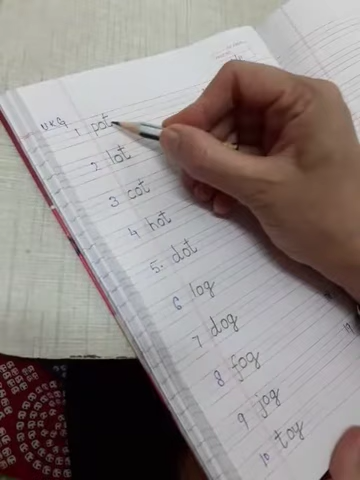 U.K.G
1 pot
2 lot
3 cot
4 hot
5. dot
6 log
7 dog
8 fog
9 jog
10 toy